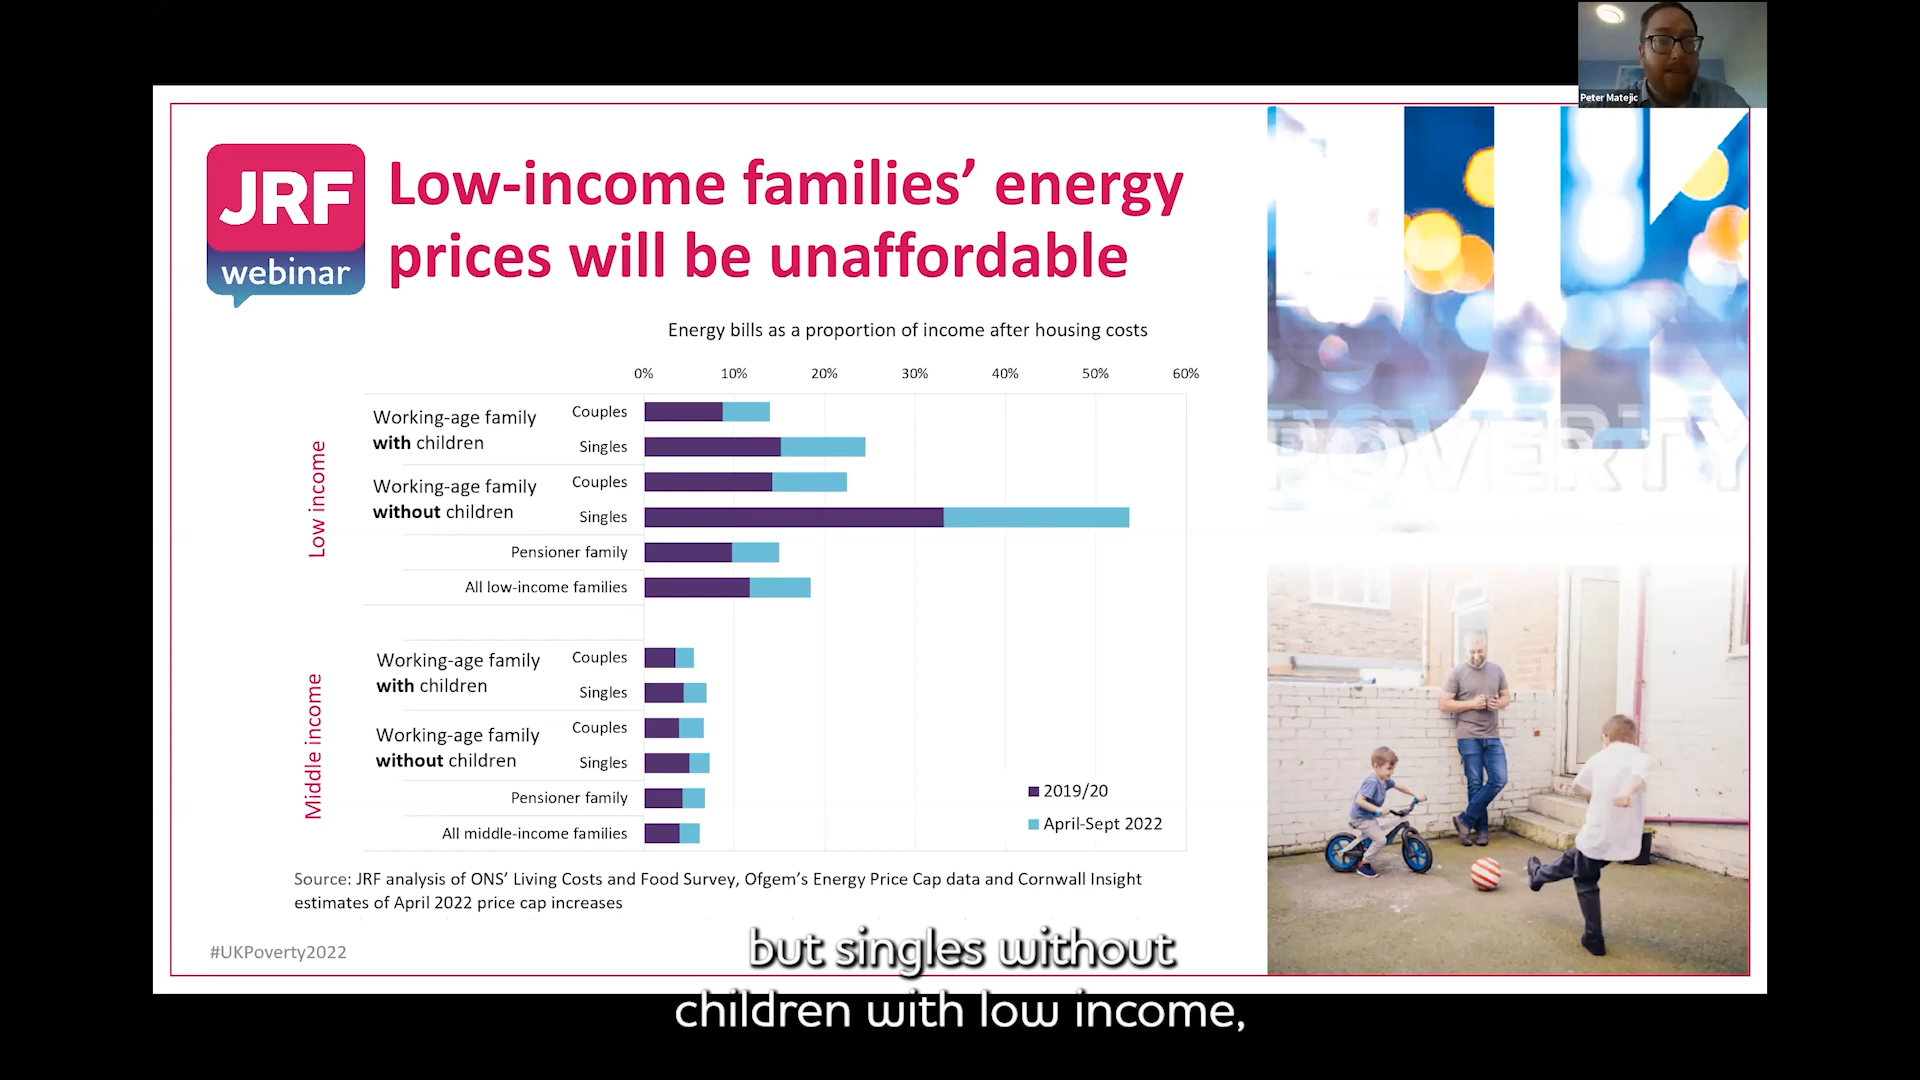 Peter Matejic
JRF
webinar
Low-income families’ energy
prices will be unaffordable
UK
POVERTY
Energy bills as a proportion of income after housing costs
0% 10% 20% 30% 40% 50% 60%
Low income
Working-age family
with children
Couples
Singles
Working-age family
without children
Couples
Singles
Pensioner family
All low-income families
Middle income
Working-age family
with children
Couples
Singles
Working-age family
without children
Couples
Singles
Pensioner family
All middle-income families
2019/20
April-Sept 2022
Source: JRF analysis of ONS’ Living Costs and Food Survey, Ofgem’s Energy Price Cap data and Cornwall Insight
estimates of April 2022 price cap increases
#UKPoverty2022
but singles without
children with low income,